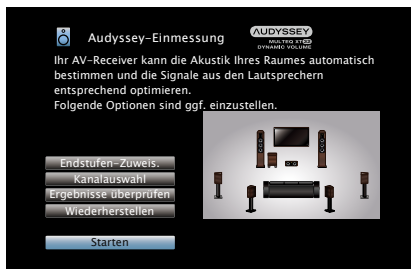 Audyssey-Einmessung
AUDYSSEY
MULTEQ XT32
DYNAMIC VOLUME
Ihr AV-Receiver kann die Akustik Ihres Raumes automatisch
bestimmen und die Signale aus den Lautsprechern
entsprechend optimieren.
Folgende Optionen sind ggf. einzustellen.
Endstufen-Zuweis.
Kanalauswahl
Ergebnisse überprüfen
Wiederherstellen
Starten